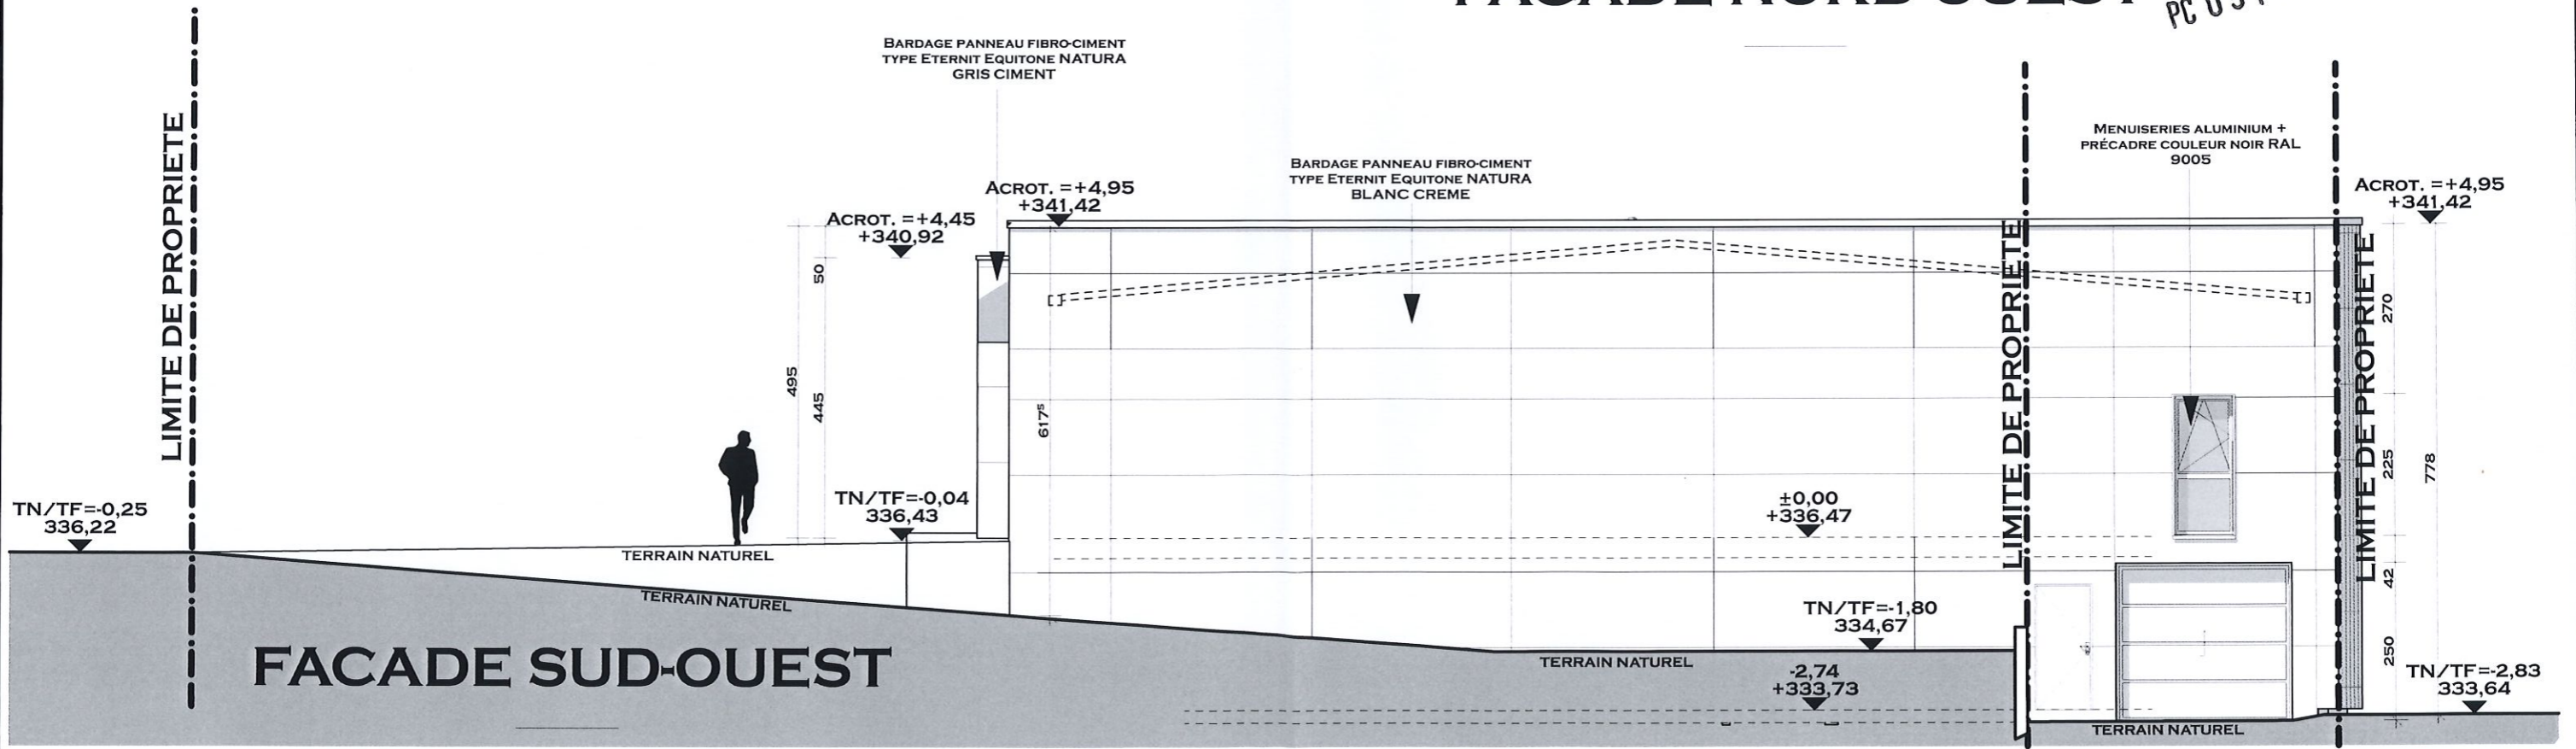 BARDAGE PANNEAU FIBRO-CIMENT
TYPE ETERNIT EQUITONE NATURA
GRIS CIMENT
LIMITE DE PROPRIETE
ACROT. =+4,45
+340,92
ACROT. =+4,95
+341,42
BARDAGE PANNEAU FIBRO-CIMENT
TYPE ETERNIT EQUITONE NATURA
BLANC CREME
MENUISERIES ALUMINIUM +
PRÉCADRE COULEUR NOIR RAL
9005
ACROT. =+4,95
+341,42
LIMITE DE PROPRIETE
LIMITE DE PROPRIETE
50
495
445
617⁵
270
225
778
42
250
TN/TF=-0,25
336,22
TN/TF=-0,04
336,43
±0,00
+336,47
TERRAIN NATUREL
TERRAIN NATUREL
TN/TF=-1,80
334,67
TERRAIN NATUREL
-2,74
+333,73
TN/TF=-2,83
333,64
TERRAIN NATUREL
FACADE SUD-OUEST